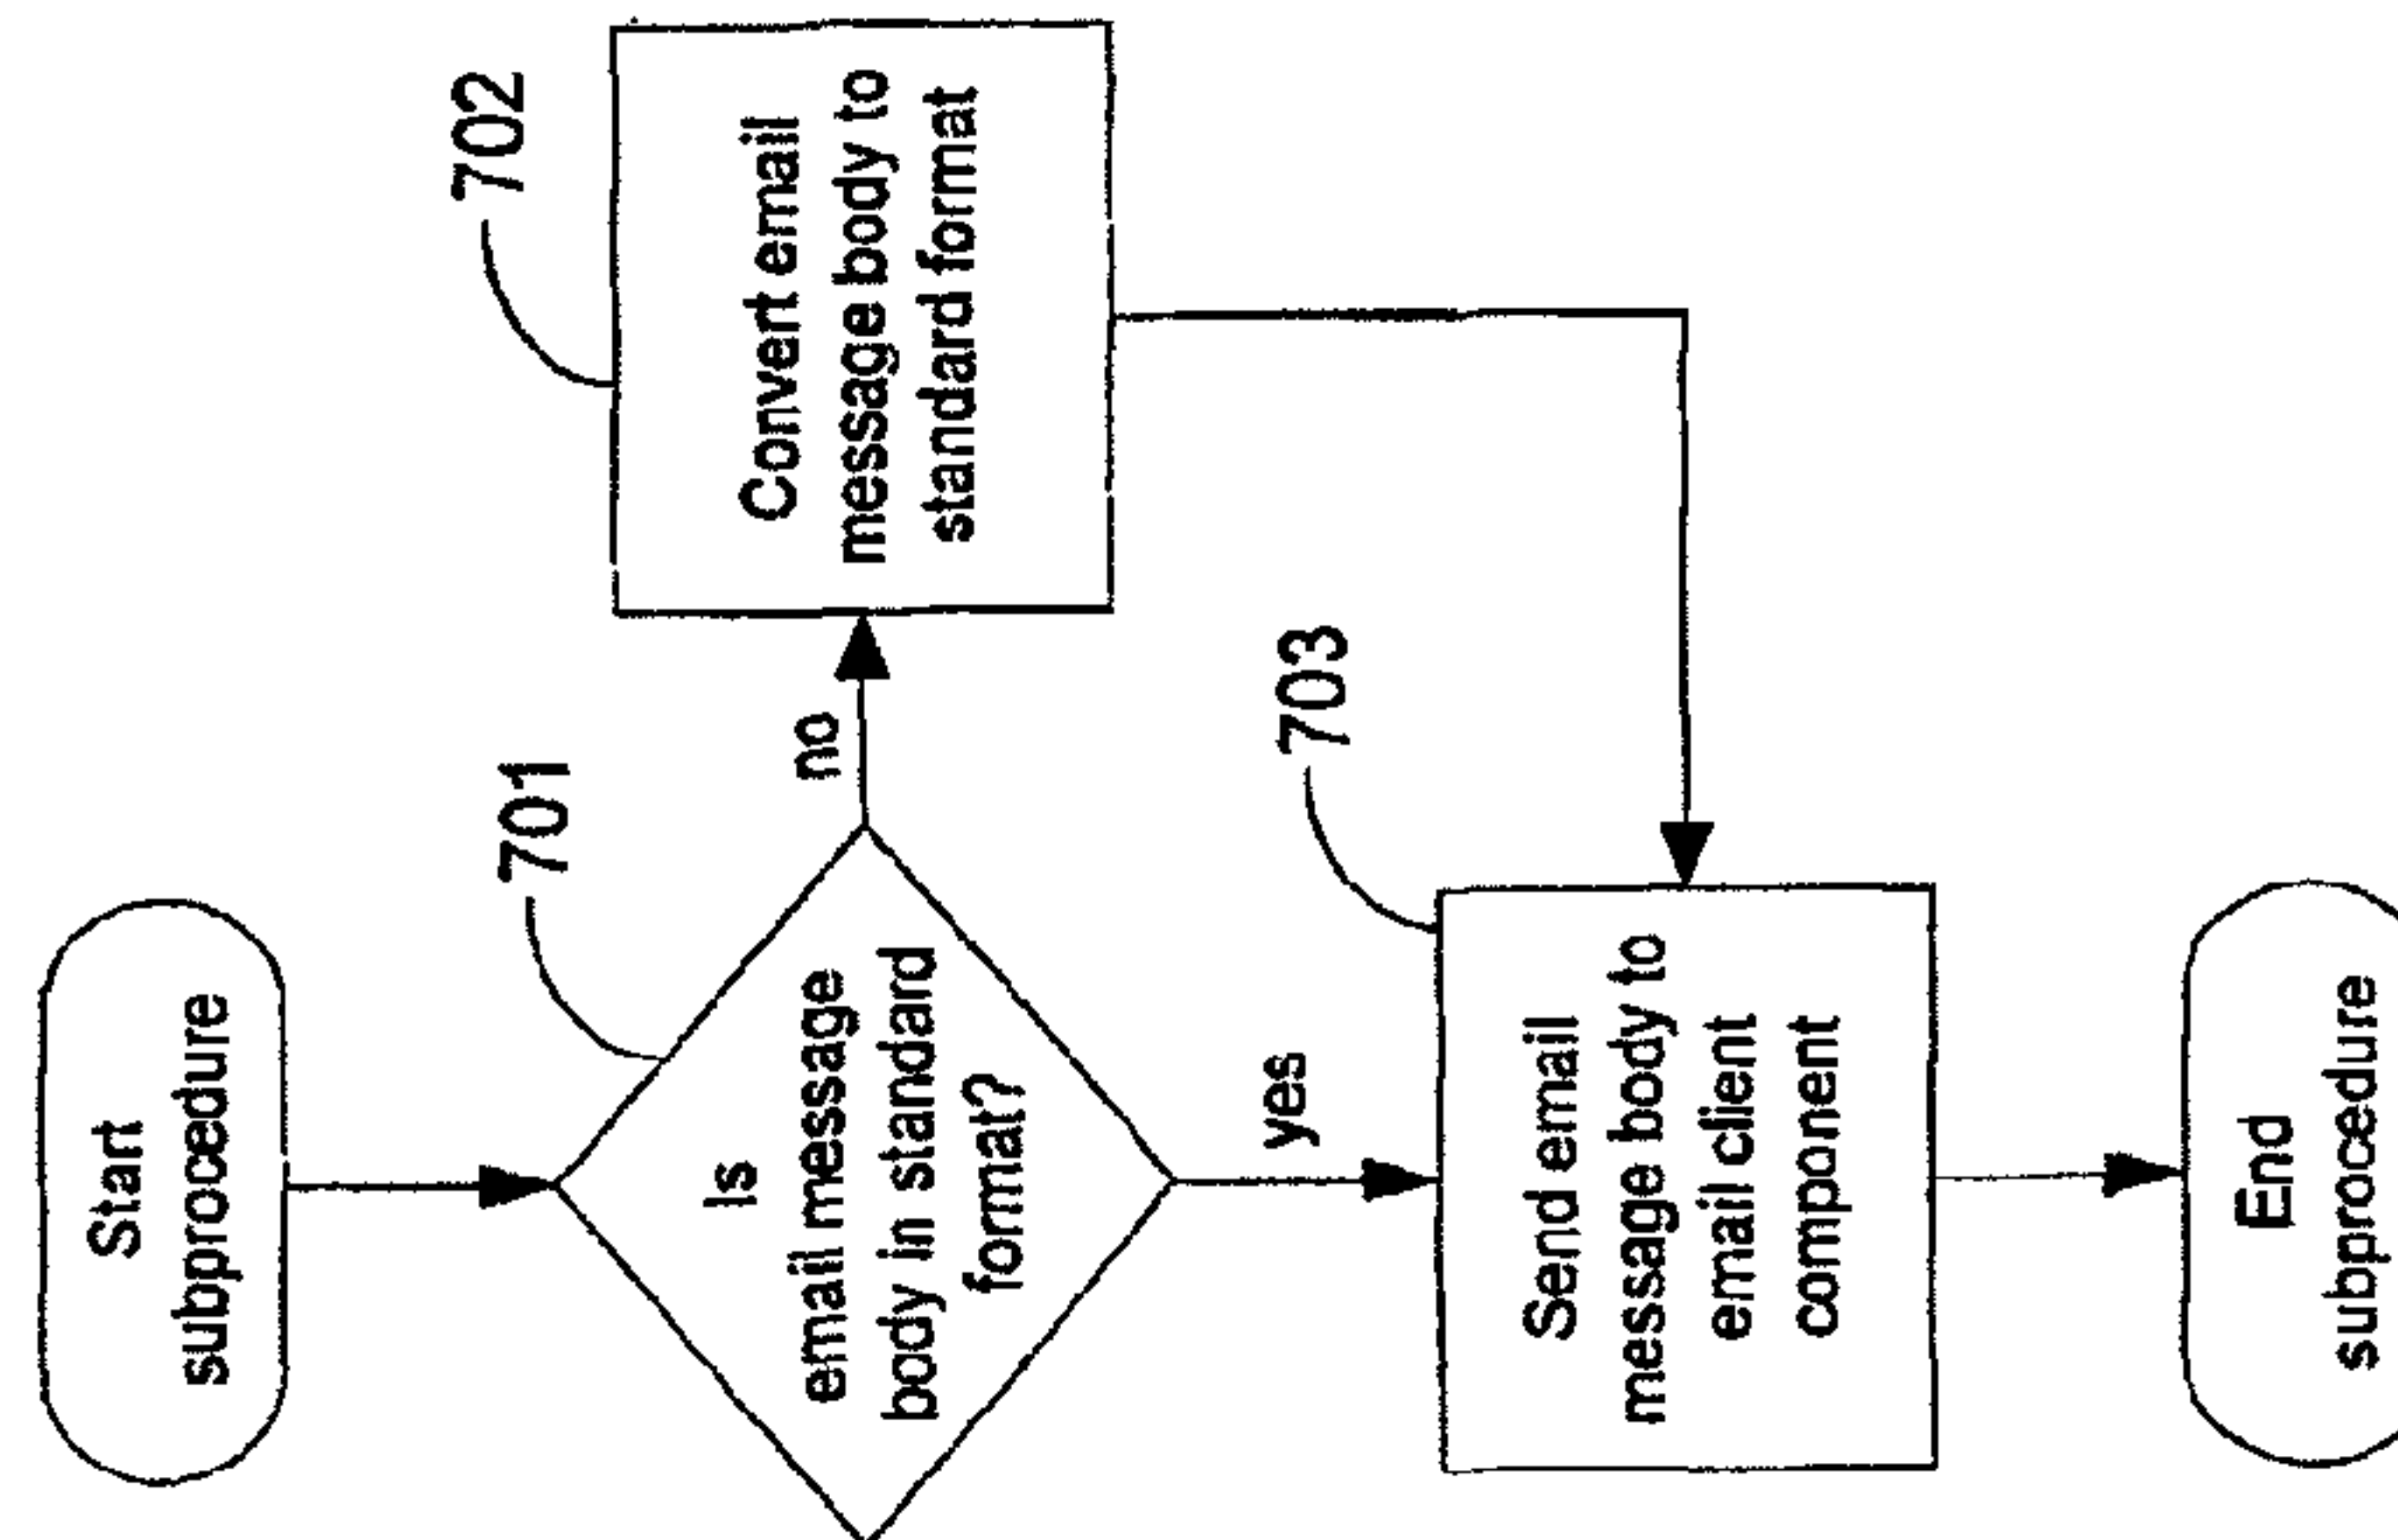 Start
subprocedure
701
Is
email message
body in standard
format?
no
702
Convert email
message body to
standard format
yes
703
Send email
message body to
email client
component
End
subprocedure